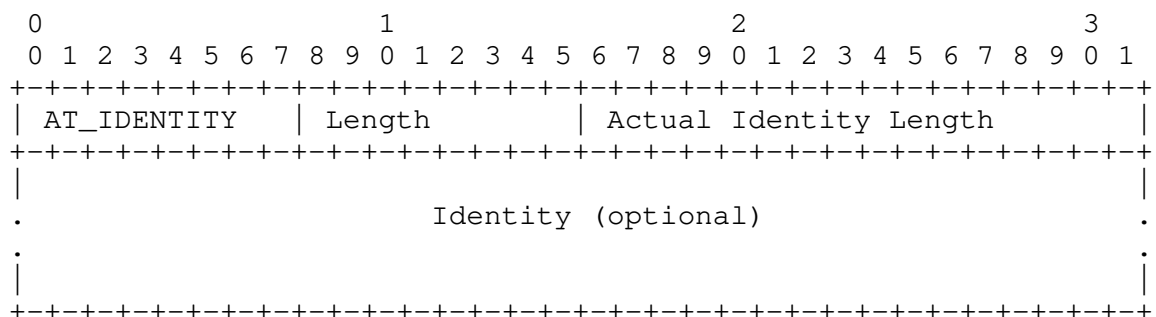 0                   1                   2                   3
 0 1 2 3 4 5 6 7 8 9 0 1 2 3 4 5 6 7 8 9 0 1 2 3 4 5 6 7 8 9 0 1
+-+-+-+-+-+-+-+-+-+-+-+-+-+-+-+-+-+-+-+-+-+-+-+-+-+-+-+-+-+-+-+-+
| AT_IDENTITY   | Length        | Actual Identity Length        |
+-+-+-+-+-+-+-+-+-+-+-+-+-+-+-+-+-+-+-+-+-+-+-+-+-+-+-+-+-+-+-+-+
|                                                               |
.                       Identity (optional)                     .
.                                                               .
|                                                               |
+-+-+-+-+-+-+-+-+-+-+-+-+-+-+-+-+-+-+-+-+-+-+-+-+-+-+-+-+-+-+-+-+